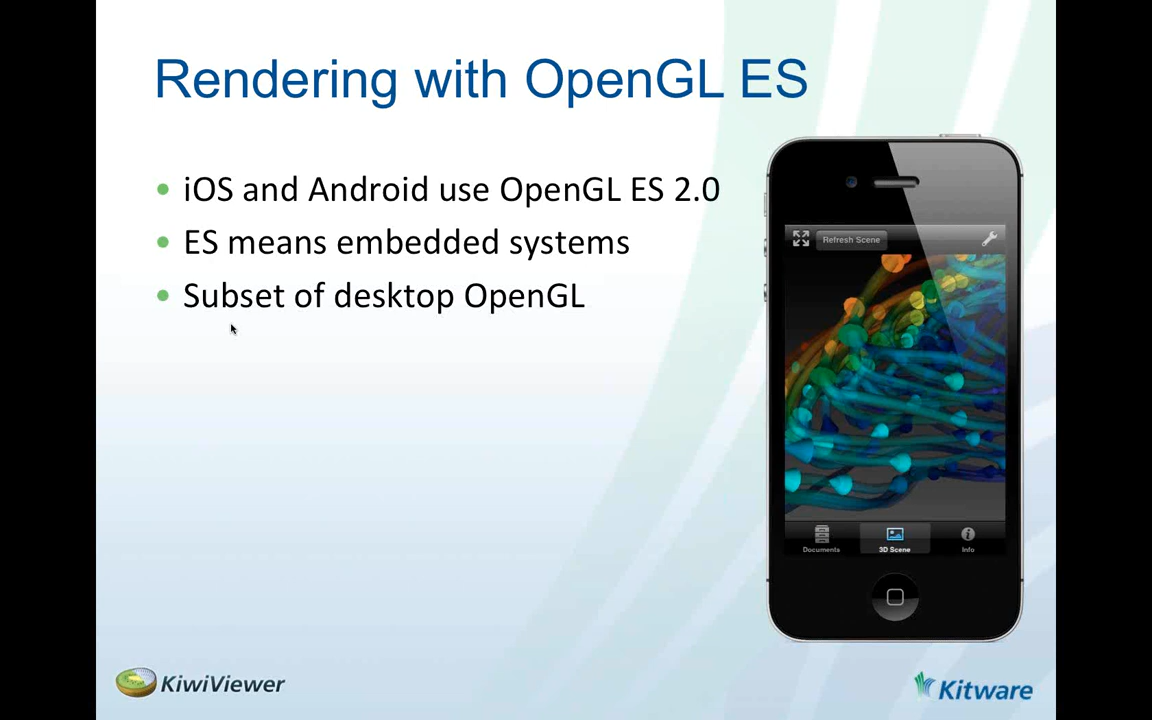 Rendering with OpenGL ES
• iOS and Android use OpenGL ES 2.0
• ES means embedded systems
• Subset of desktop OpenGL
Refresh Scene
Documents
3D Scene
Info
KiwiViewer
Kitware